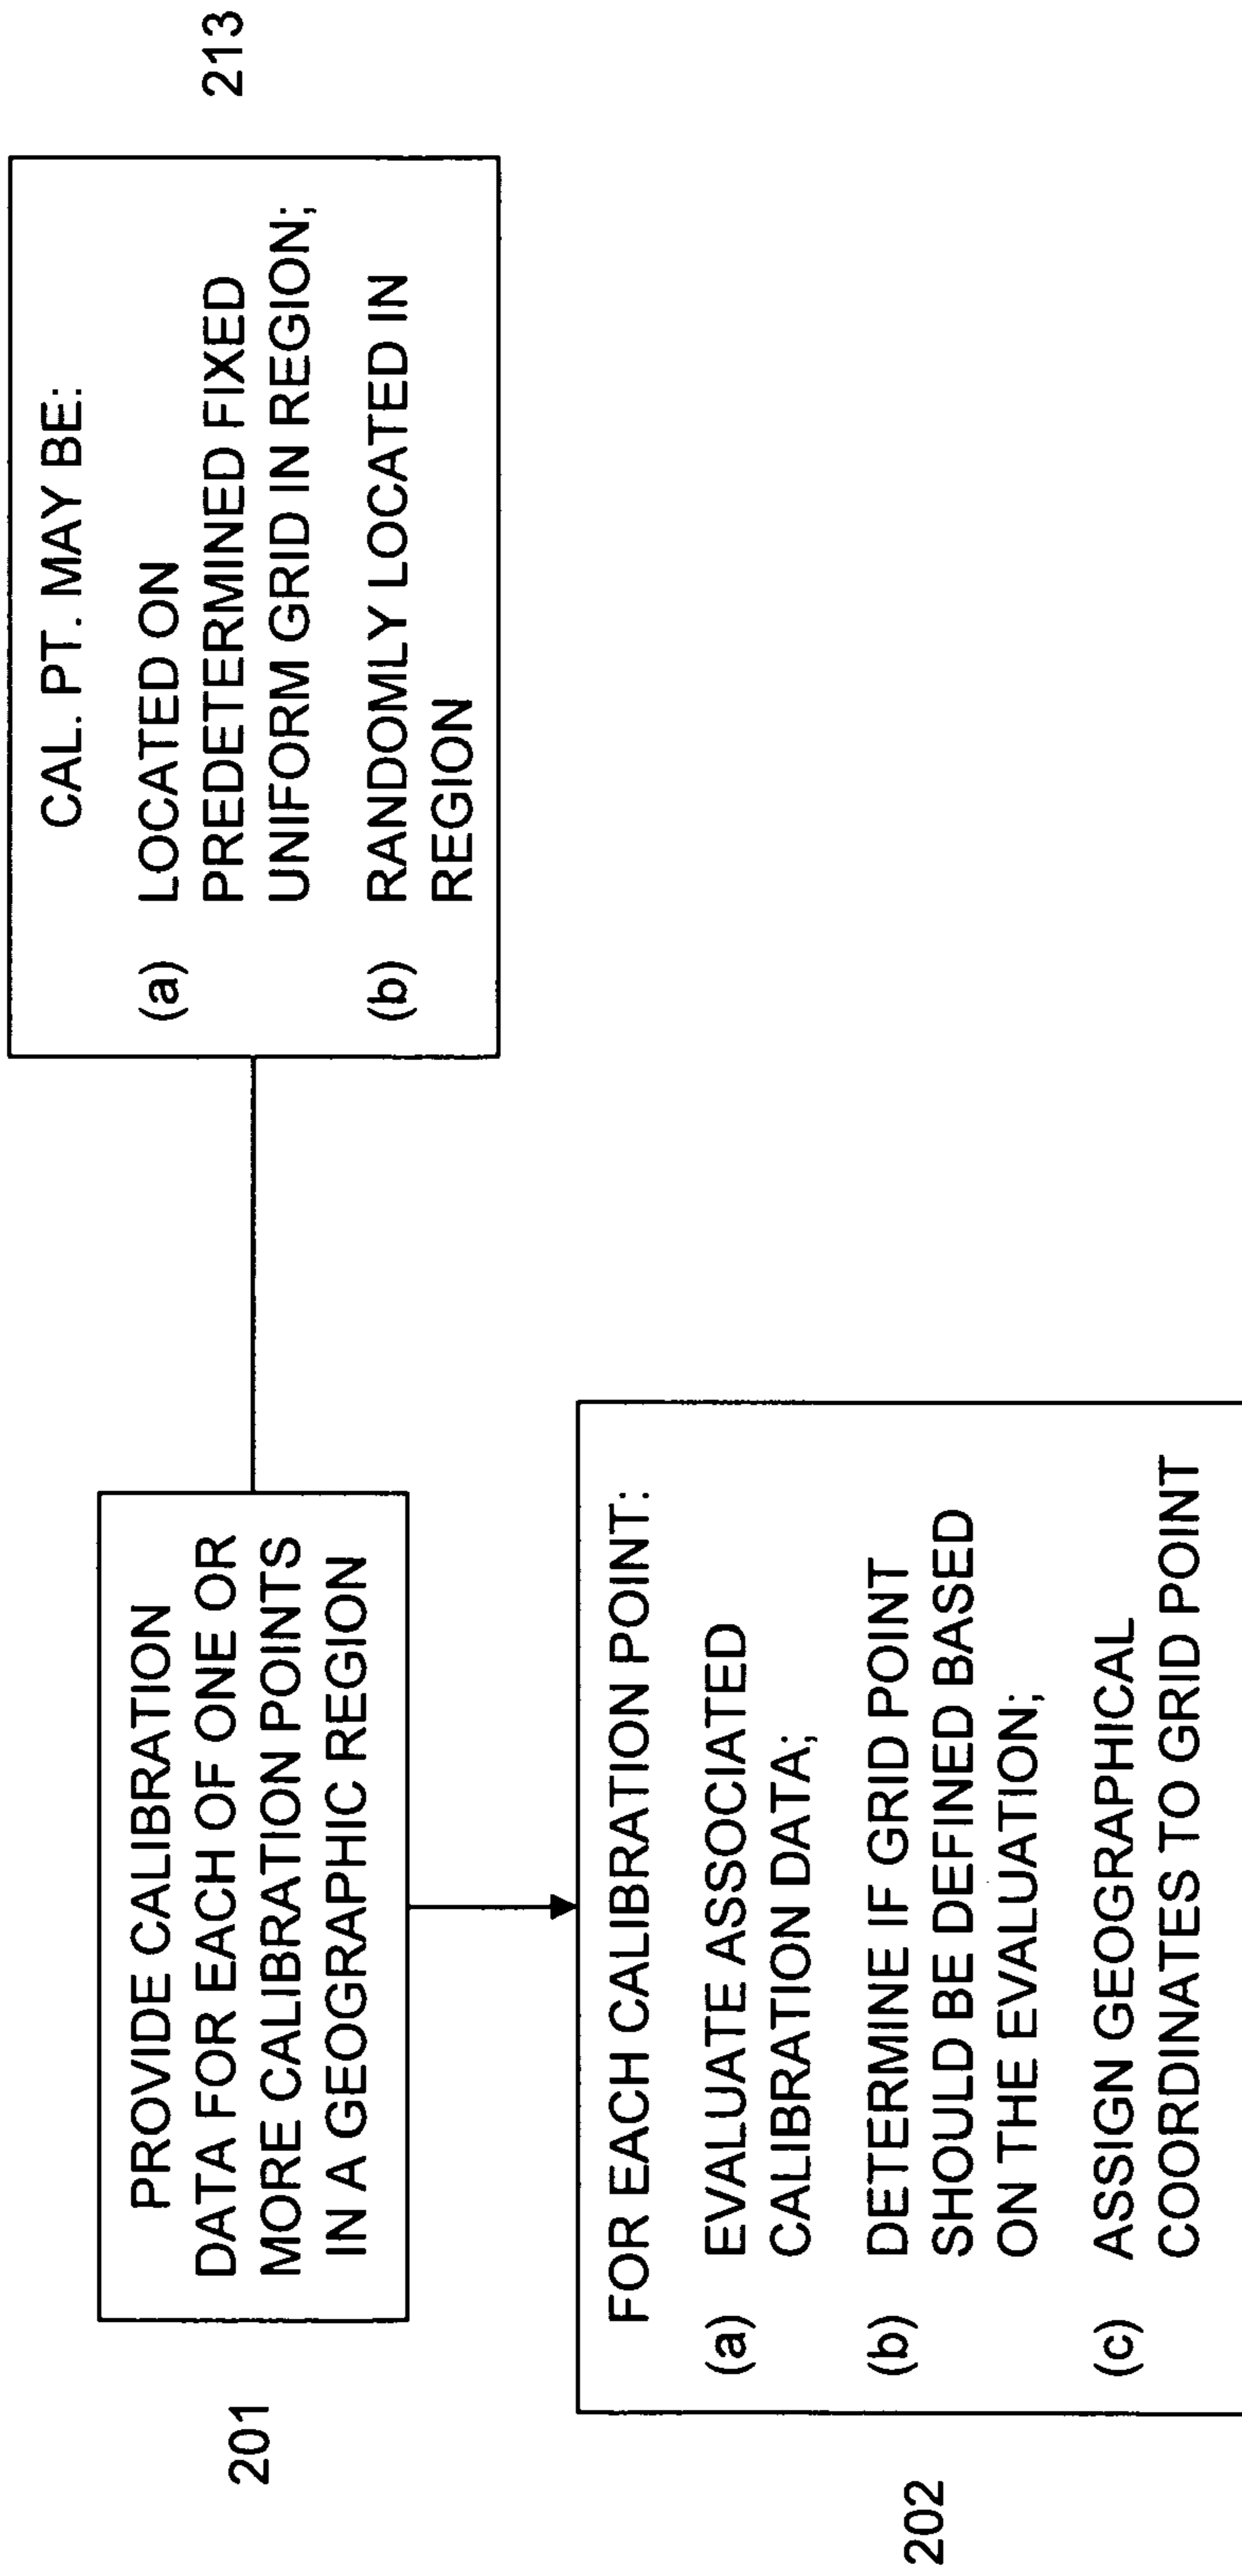 201
PROVIDE CALIBRATION
DATA FOR EACH OF ONE OR
MORE CALIBRATION POINTS
IN A GEOGRAPHIC REGION
CAL. PT. MAY BE:
(a) LOCATED ON
PREDETERMINED FIXED
UNIFORM GRID IN REGION;
(b) RANDOMLY LOCATED IN
REGION
213
202
FOR EACH CALIBRATION POINT:
(a) EVALUATE ASSOCIATED
CALIBRATION DATA;
(b) DETERMINE IF GRID POINT
SHOULD BE DEFINED BASED
ON THE EVALUATION;
(c) ASSIGN GEOGRAPHICAL
COORDINATES TO GRID POINT